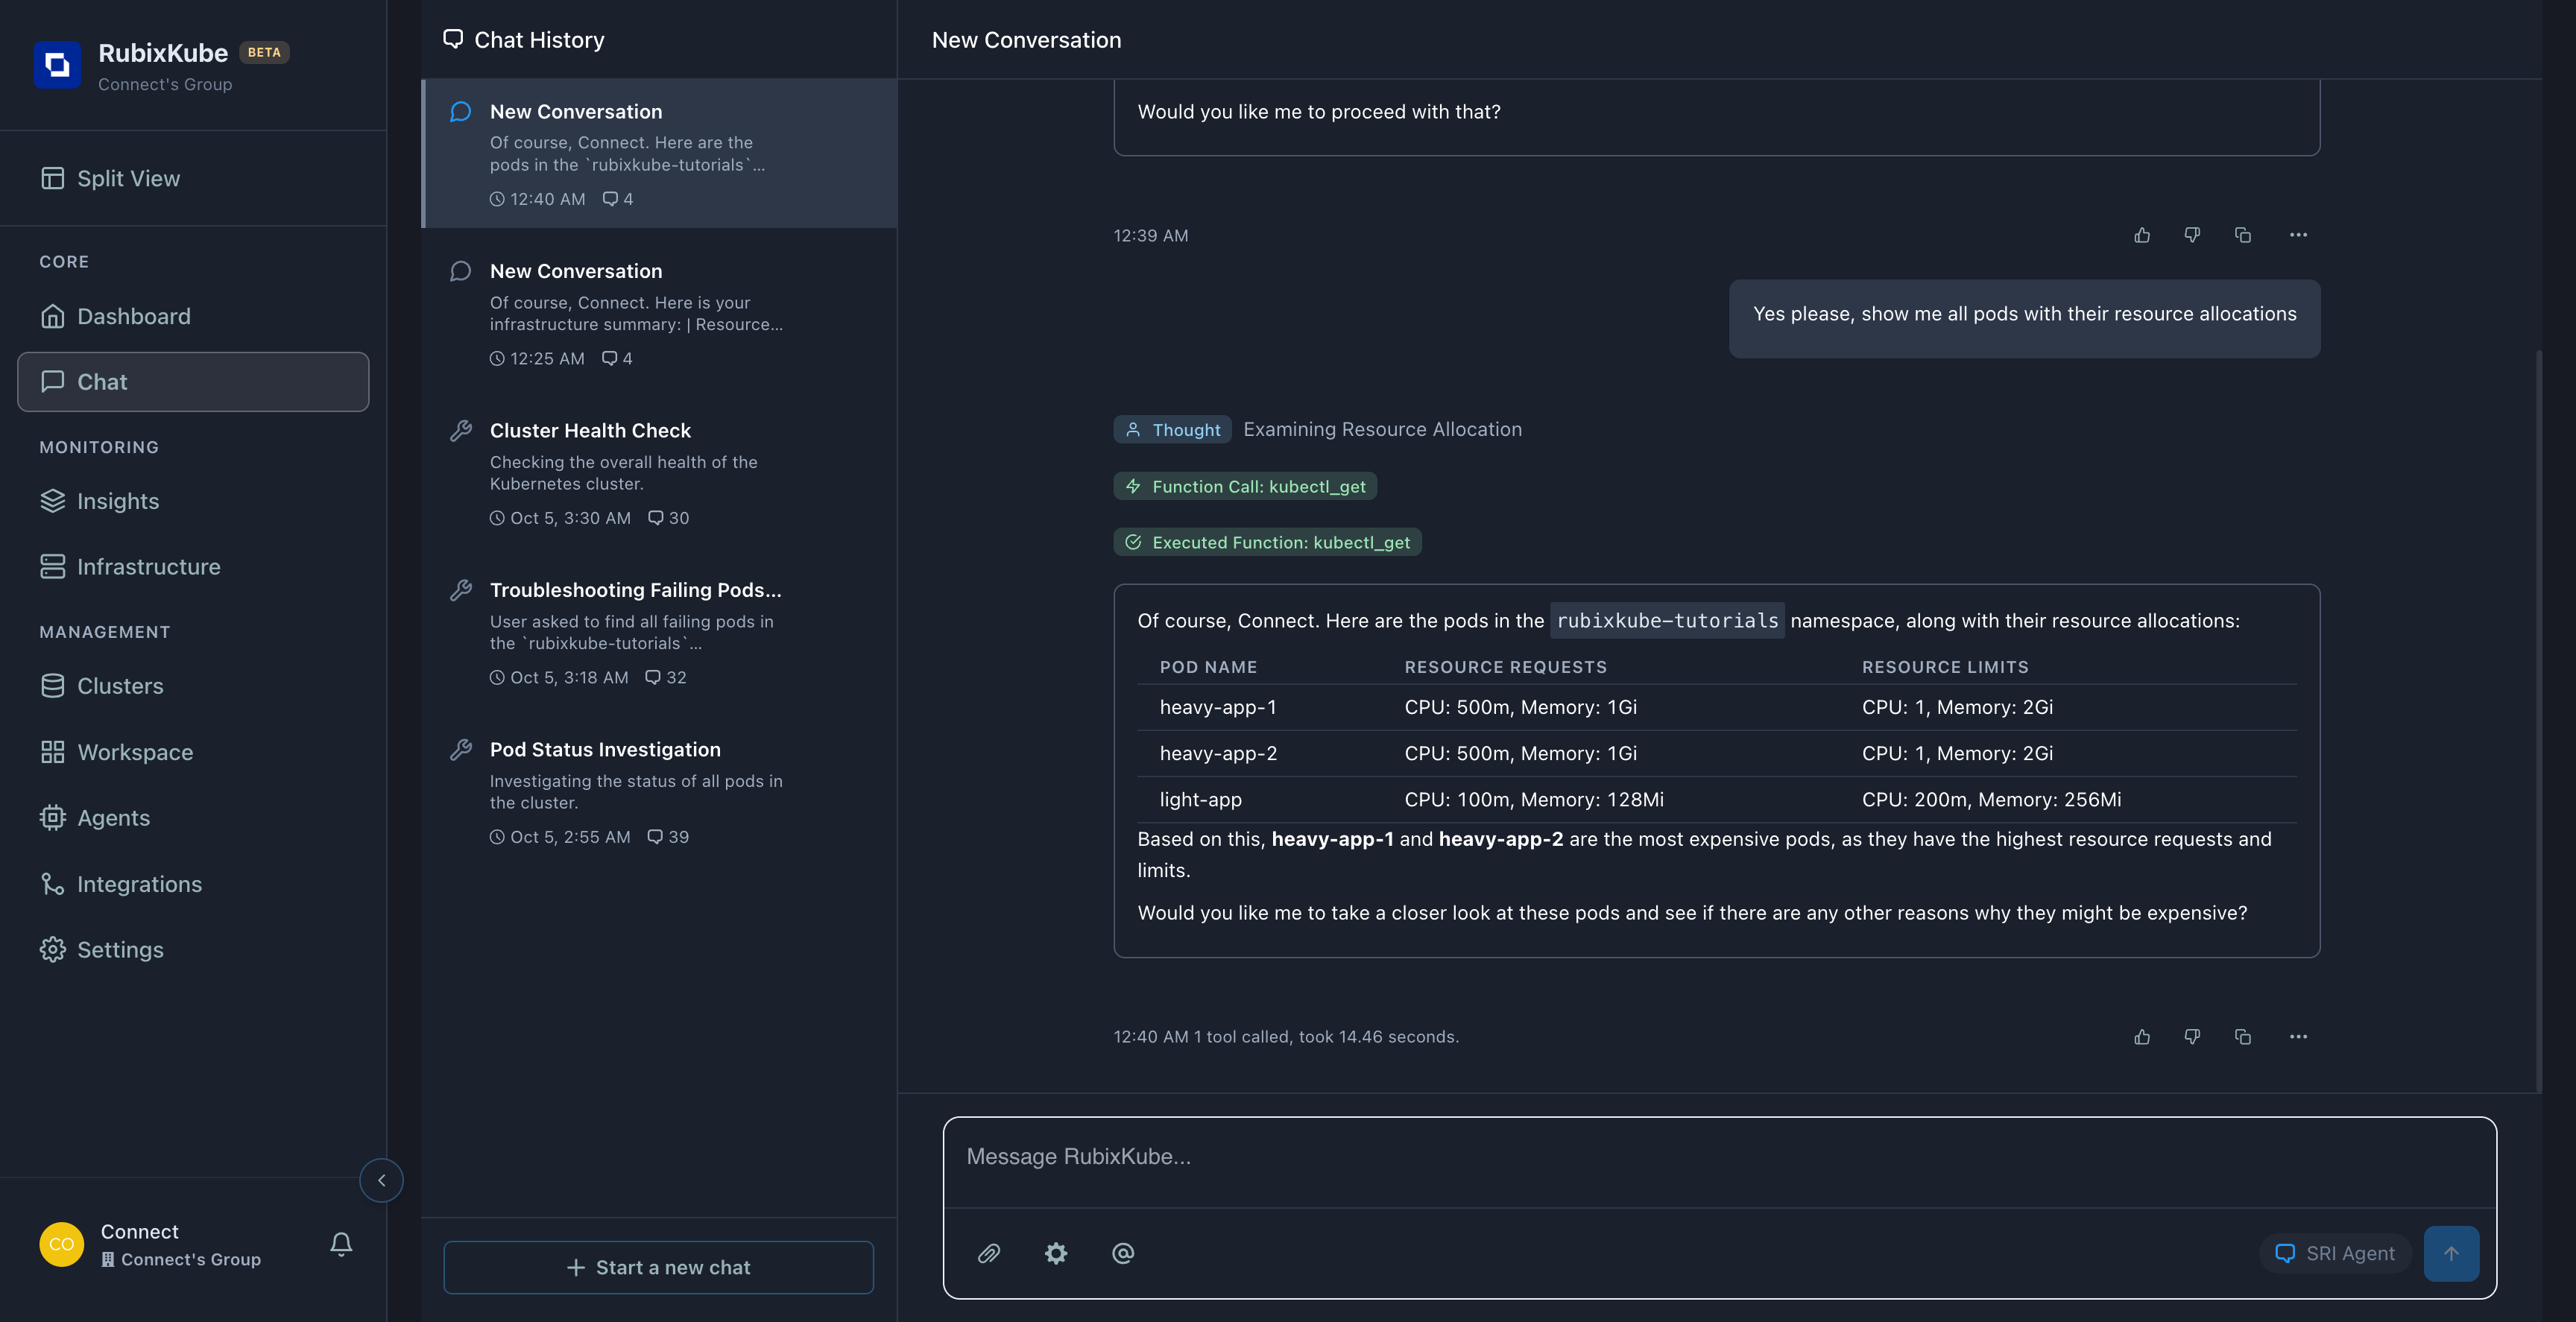 RubixKube BETA
Connect's Group
Split View
CORE
Dashboard
Chat
MONITORING
Insights
Infrastructure
MANAGEMENT
Clusters
Workspace
Agents
Integrations
Settings
CO
Connect
Connect's Group
Chat History
New Conversation
Of course, Connect. Here are the
pods in the `rubixkube-tutorials`...
12:40 AM 4
New Conversation
Of course, Connect. Here is your
infrastructure summary: | Resource...
12:25 AM 4
Cluster Health Check
Checking the overall health of the
Kubernetes cluster.
Oct 5, 3:30 AM 30
Troubleshooting Failing Pods...
User asked to find all failing pods in
the `rubixkube-tutorials`...
Oct 5, 3:18 AM 32
Pod Status Investigation
Investigating the status of all pods in
the cluster.
Oct 5, 2:55 AM 39
+ Start a new chat
New Conversation
Would you like me to proceed with that?
12:39 AM
Yes please, show me all pods with their resource allocations
Thought Examining Resource Allocation
Function Call: kubectl_get
Executed Function: kubectl_get
Of course, Connect. Here are the pods in the rubixkube-tutorials namespace, along with their resource allocations:
POD NAME RESOURCE REQUESTS RESOURCE LIMITS
heavy-app-1 CPU: 500m, Memory: 1Gi CPU: 1, Memory: 2Gi
heavy-app-2 CPU: 500m, Memory: 1Gi CPU: 1, Memory: 2Gi
light-app CPU: 100m, Memory: 128Mi CPU: 200m, Memory: 256Mi
Based on this, heavy-app-1 and heavy-app-2 are the most expensive pods, as they have the highest resource requests and
limits.
Would you like me to take a closer look at these pods and see if there are any other reasons why they might be expensive?
12:40 AM 1 tool called, took 14.46 seconds.
Message RubixKube...
SRI Agent